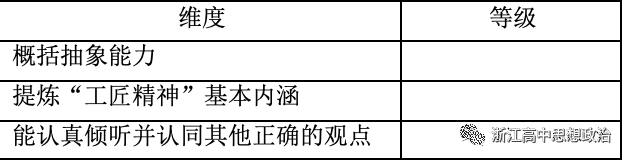 维度 等级
概括抽象能力
提炼“工匠精神”基本内涵
能认真倾听并认同其他正确的观点
浙江高中思想政治